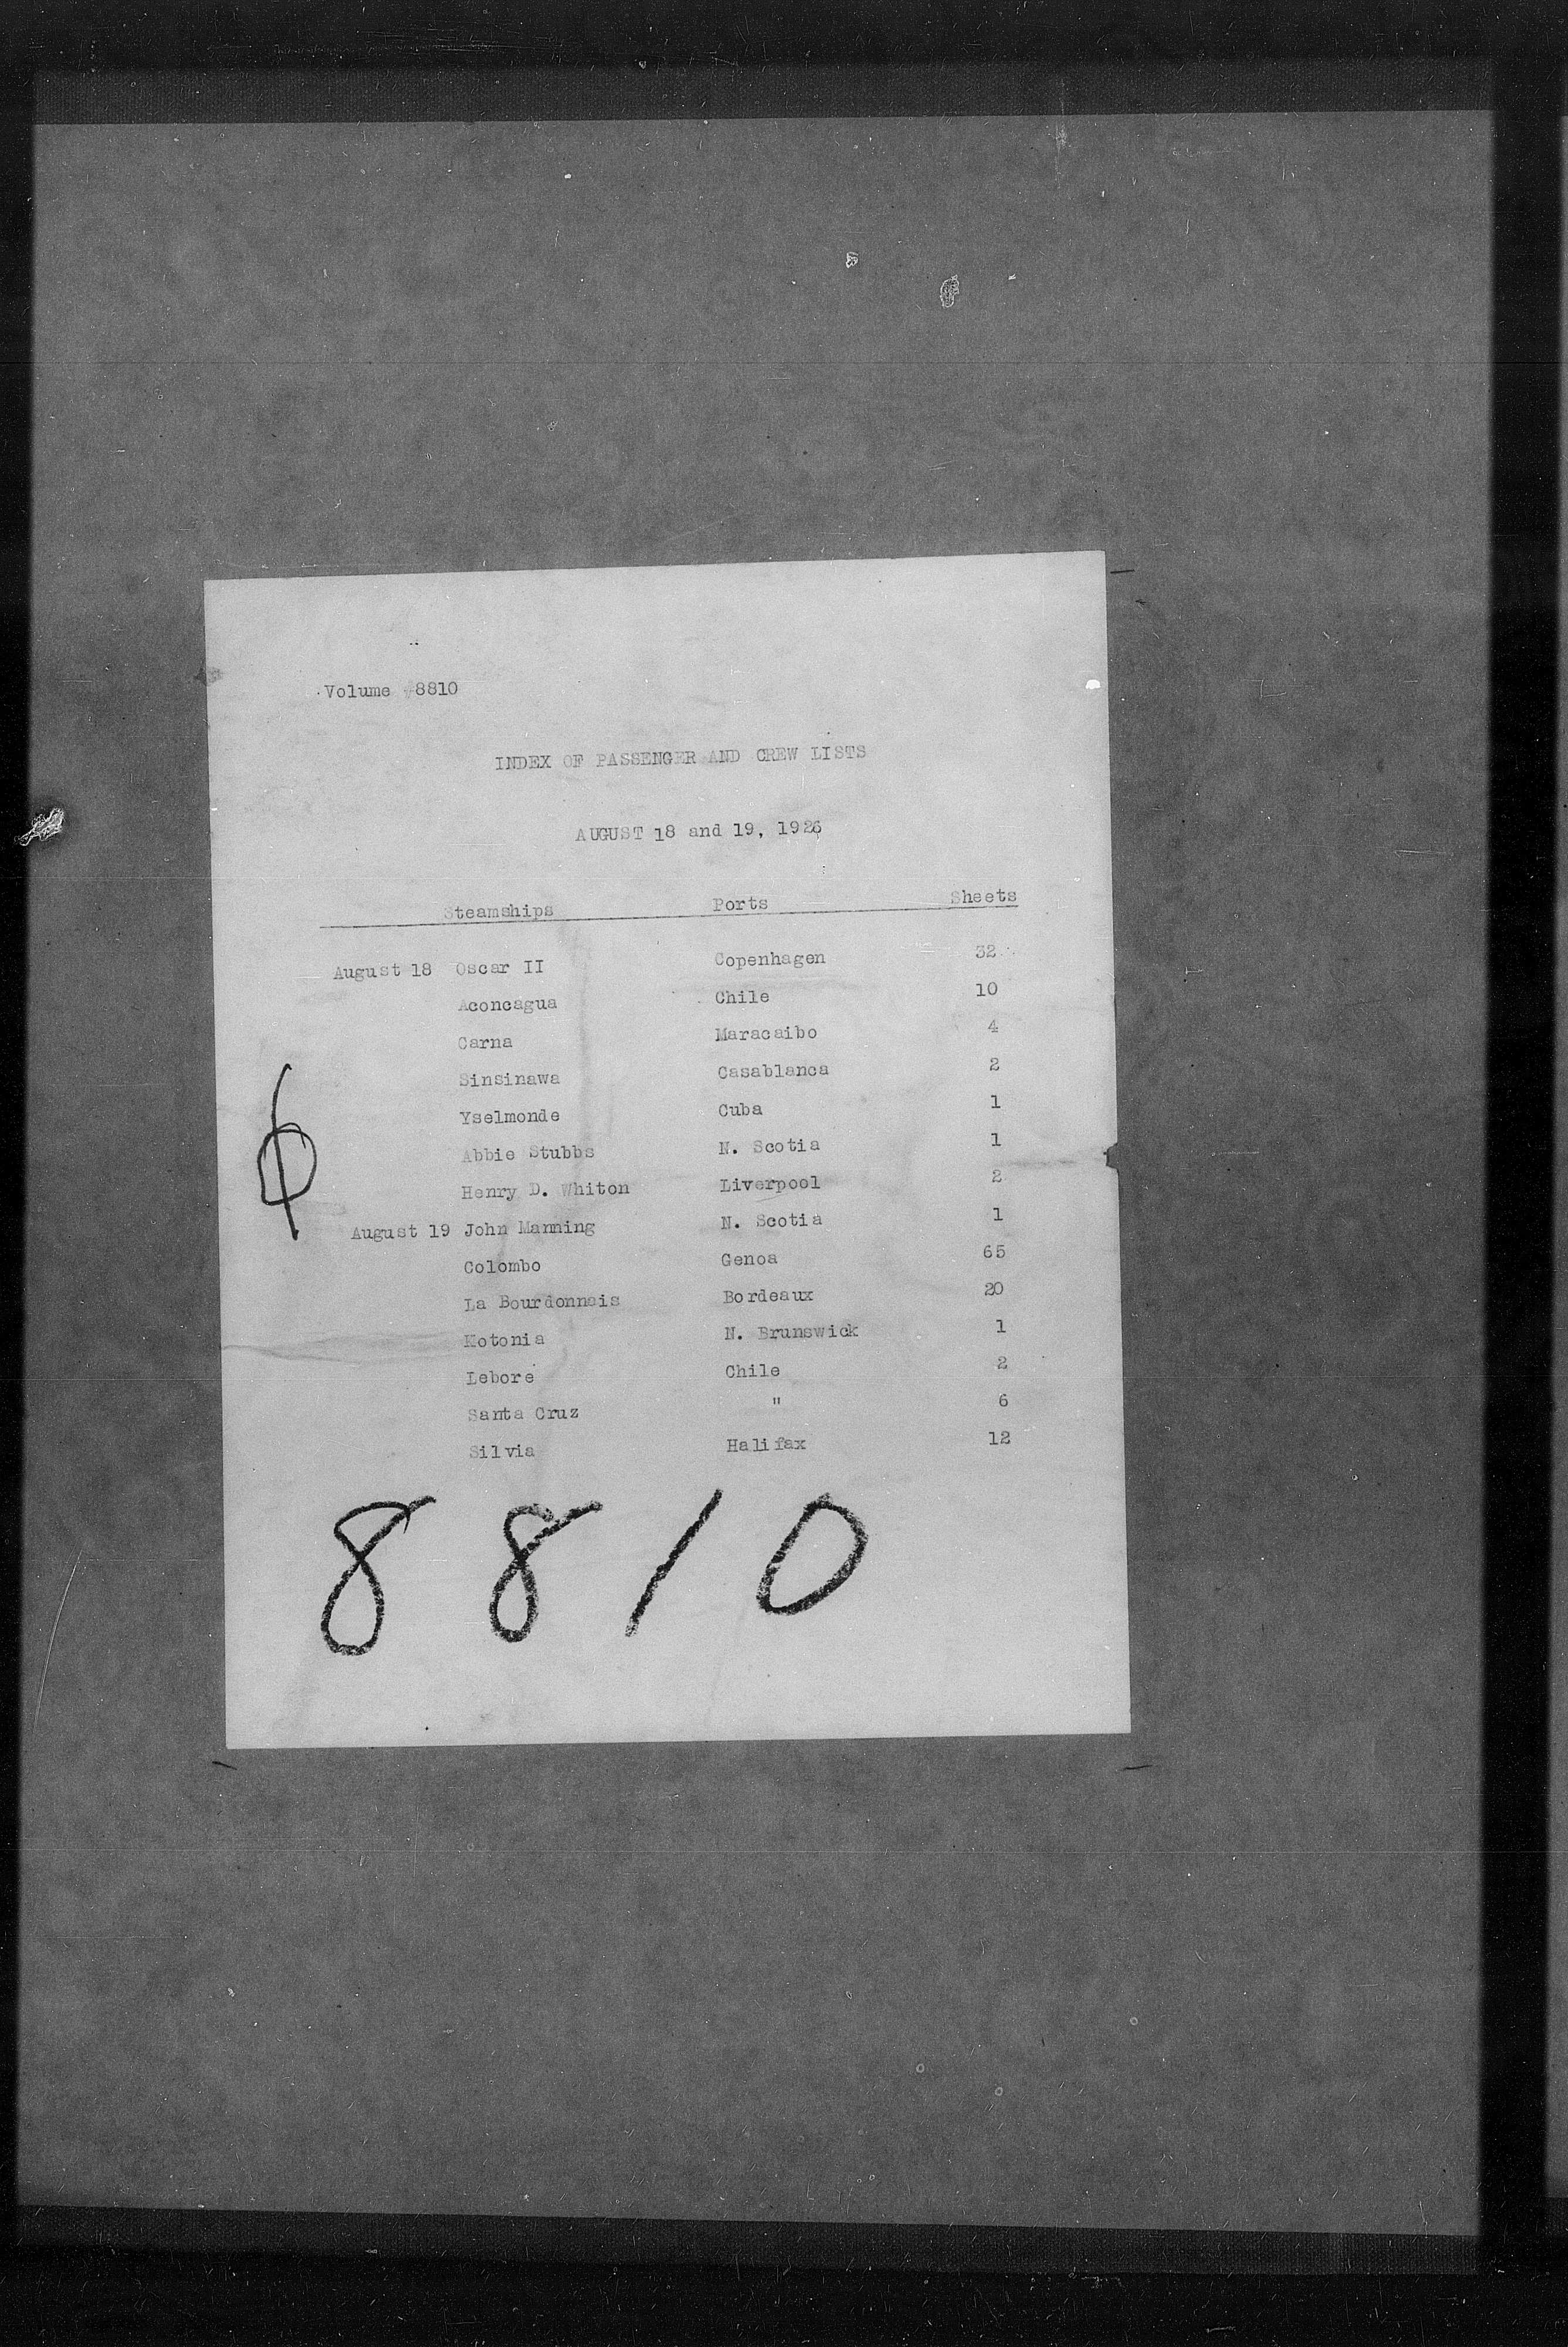 Volume #8810
INDEX OF PASSENGER AND CREW LISTS
AUGUST 18 and 19, 1926
Steamships Ports Sheets
August 18 Oscar II Copenhagen 32
Aconcagua Chile 10
Carna Maracaibo 4
Sinsinawa Casablanca 2
Yselmonde Cuba 1
Abbie Stubbs N. Scotia 1
Henry D. Whiton Liverpool 2
August 19 John Manning N. Scotia 1
Colombo Genoa 65
La Bourdonnais Bordeaux 20
Kotonia N. Brunswick 1
Lebore Chile 2
Santa Cruz " 6
Silvia Halifax 12
8810